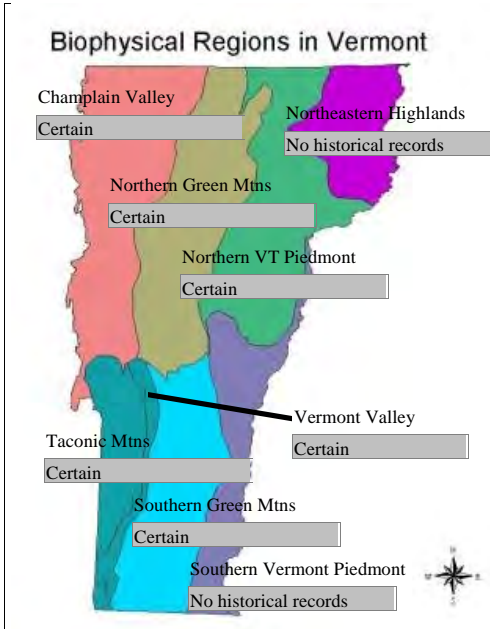 Biophysical Regions in Vermont
Champlain Valley
Certain
Northeastern Highlands
No historical records
Northern Green Mtns
Certain
Northern VT Piedmont
Certain
Vermont Valley
Certain
Taconic Mtns
Certain
Southern Green Mtns
Certain
Southern Vermont Piedmont
No historical records